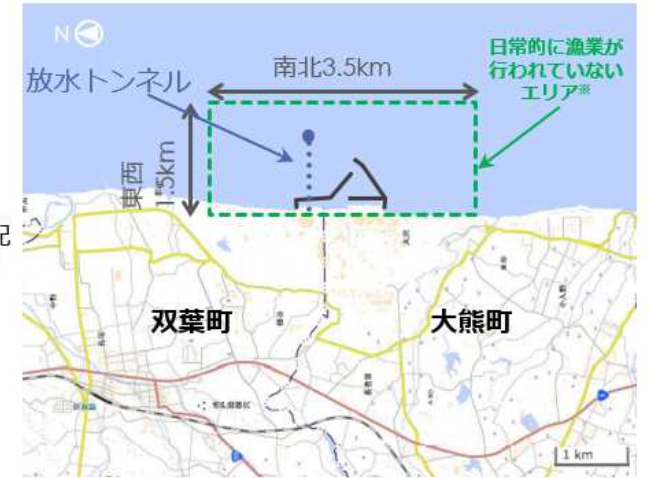 N
日常的に漁業が
行われていない
エリア※
南北3.5km
放水トンネル
東西
1.5km
配
双葉町
大熊町
1 km